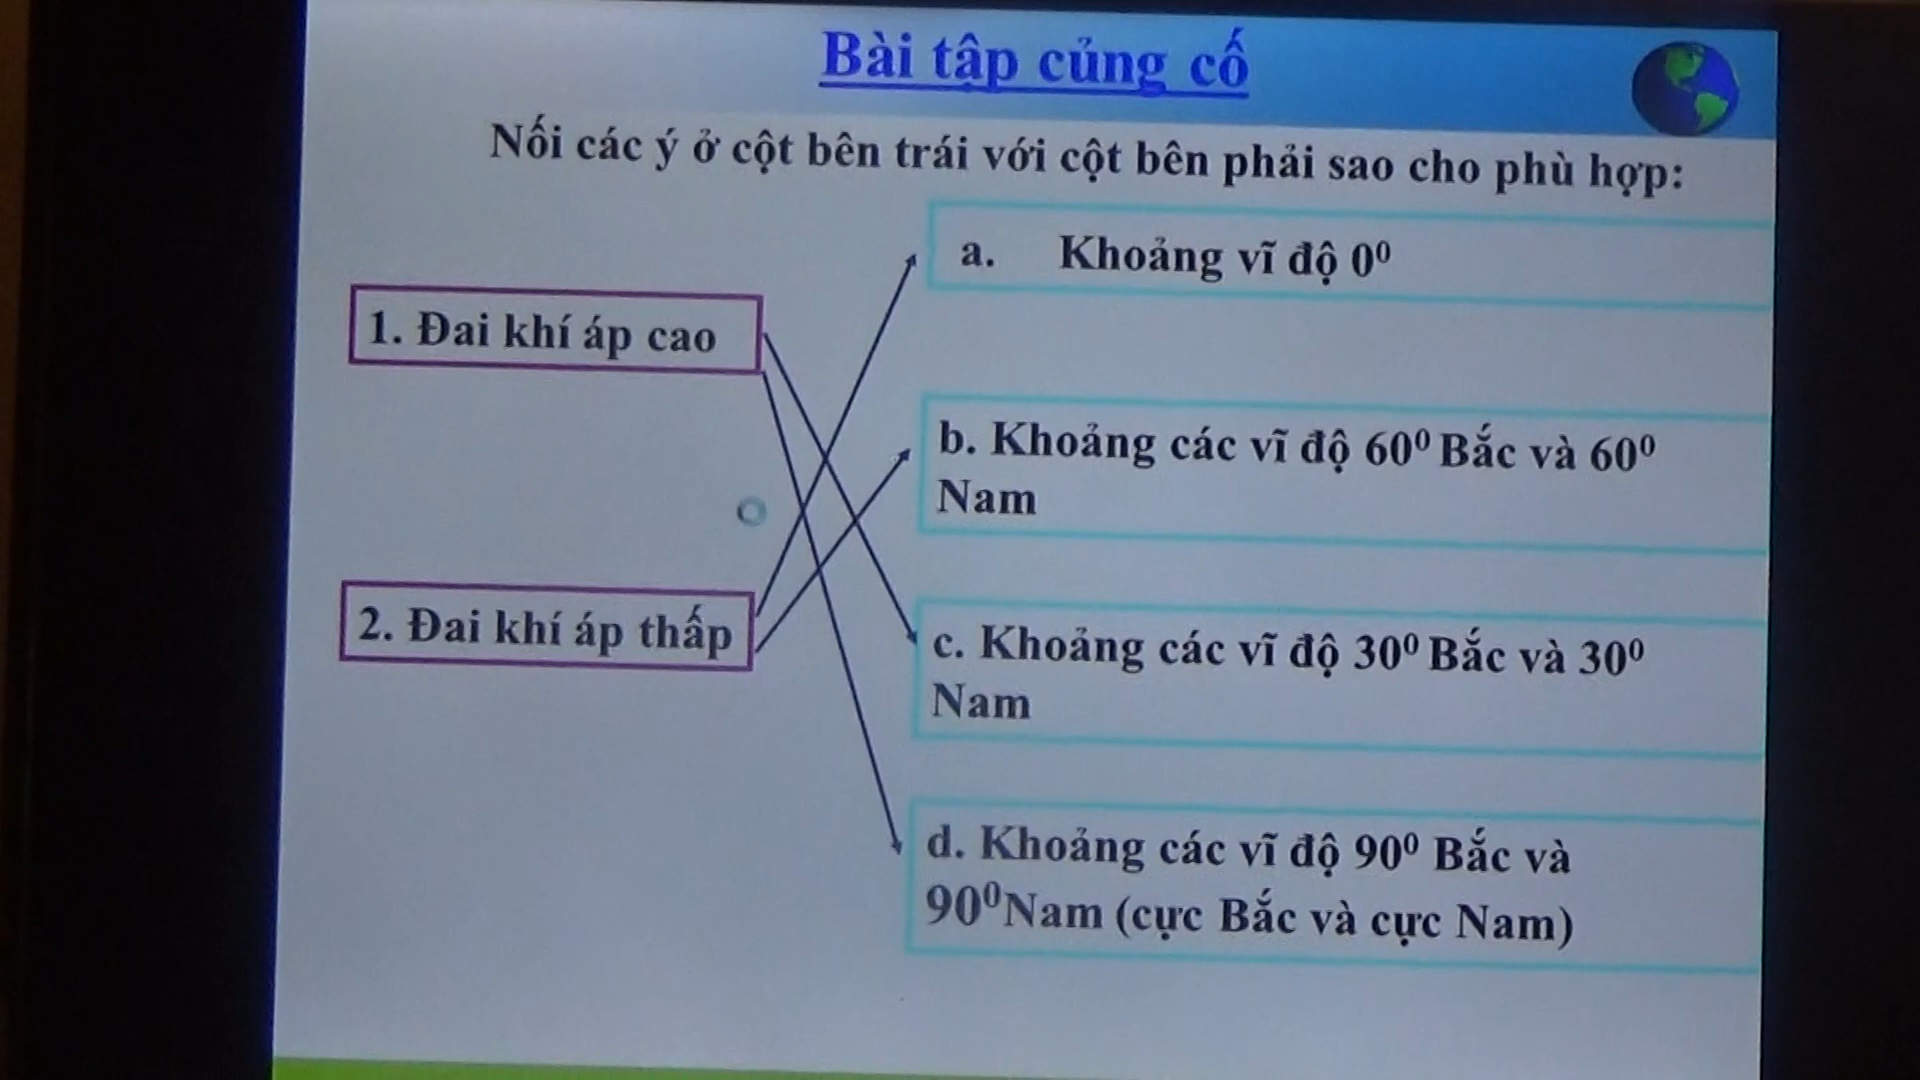 Bài tập củng cố
Nối các ý ở cột bên trái với cột bên phải sao cho phù hợp:
a. Khoảng vĩ độ 0⁰
1. Đai khí áp cao
b. Khoảng các vĩ độ 60⁰ Bắc và 60⁰
Nam
2. Đai khí áp thấp
c. Khoảng các vĩ độ 30⁰ Bắc và 30⁰
Nam
d. Khoảng các vĩ độ 90⁰ Bắc và
90⁰Nam (cực Bắc và cực Nam)